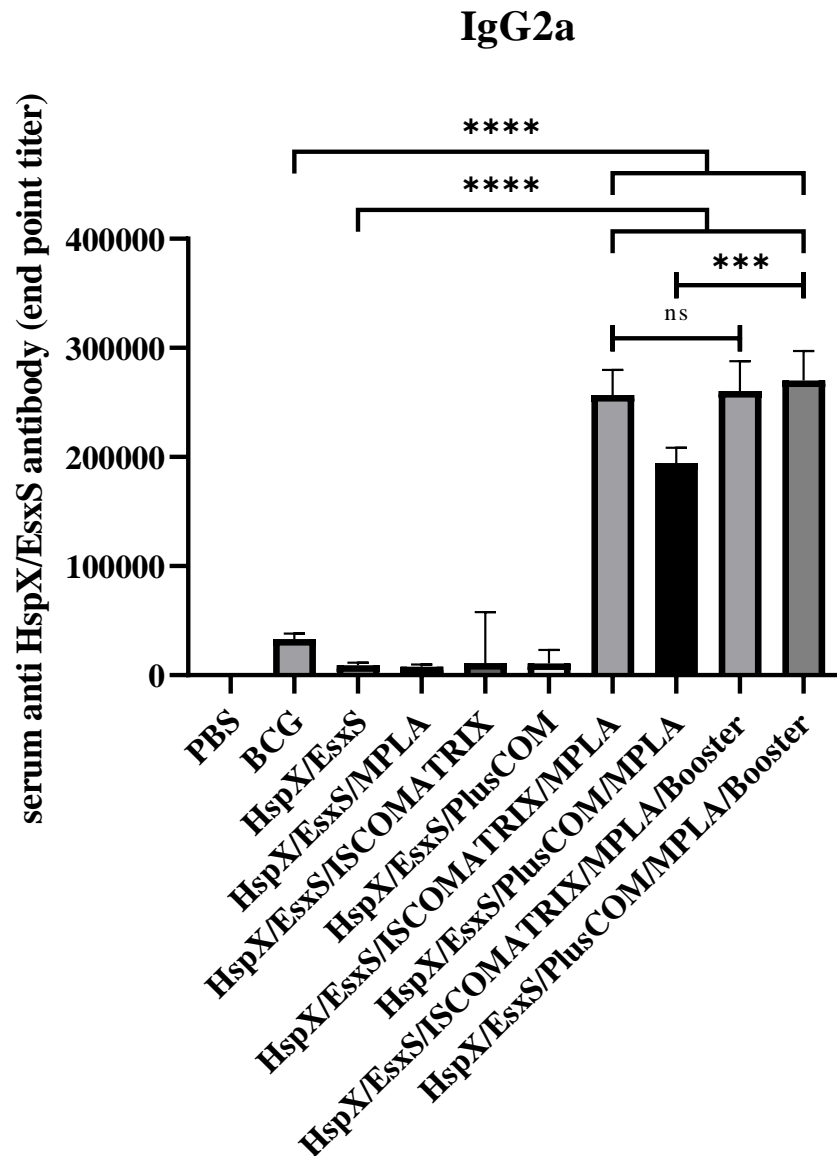 IgG2a
serum anti HspX/EsxS antibody (end point titer)
****
****
***
ns
400000
300000
200000
100000
0
PBS
BCG
HspX/EsxS
HspX/EsxS/MPLA
HspX/EsxS/ISCOMATRIX
HspX/EsxS/PlusCOM
HspX/EsxS/ISCOMATRIX/MPLA
HspX/EsxS/PlusCOM/MPLA
HspX/EsxS/ISCOMATRIX/MPLA/Booster
HspX/EsxS/PlusCOM/MPLA/Booster